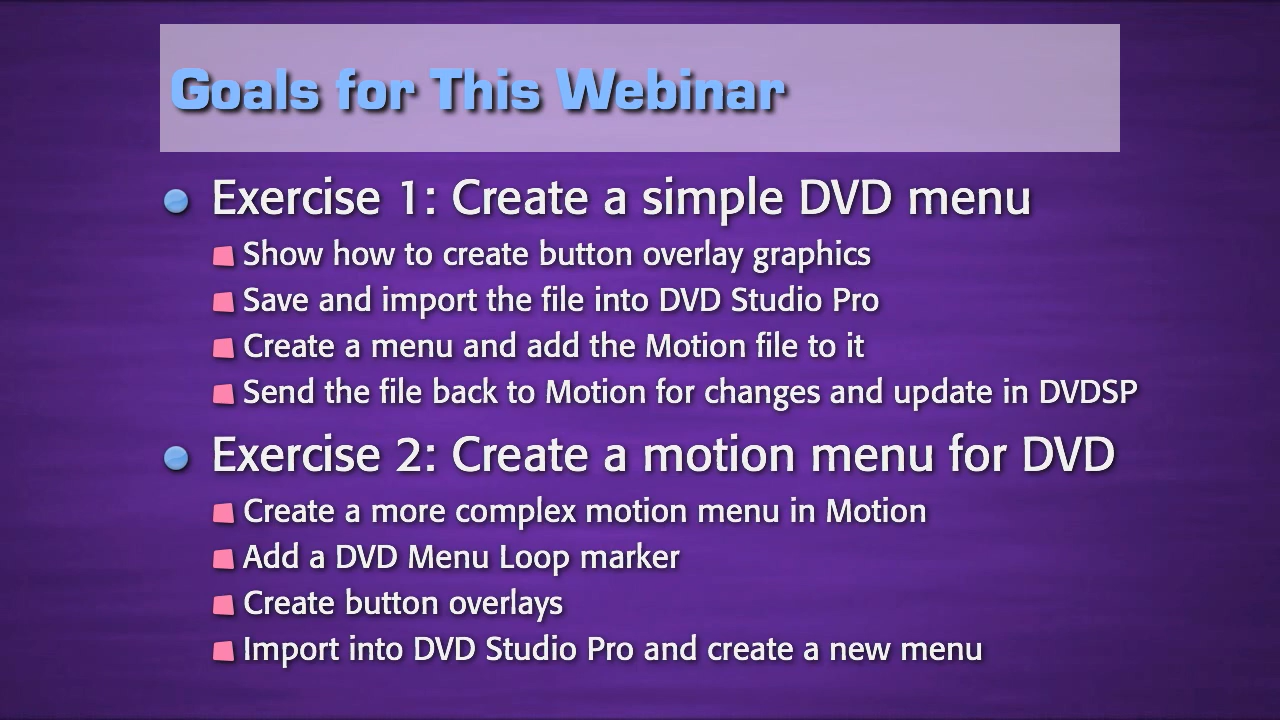 Goals for This Webinar
Exercise 1: Create a simple DVD menu
Show how to create button overlay graphics
Save and import the file into DVD Studio Pro
Create a menu and add the Motion file to it
Send the file back to Motion for changes and update in DVDSP
Exercise 2: Create a motion menu for DVD
Create a more complex motion menu in Motion
Add a DVD Menu Loop marker
Create button overlays
Import into DVD Studio Pro and create a new menu